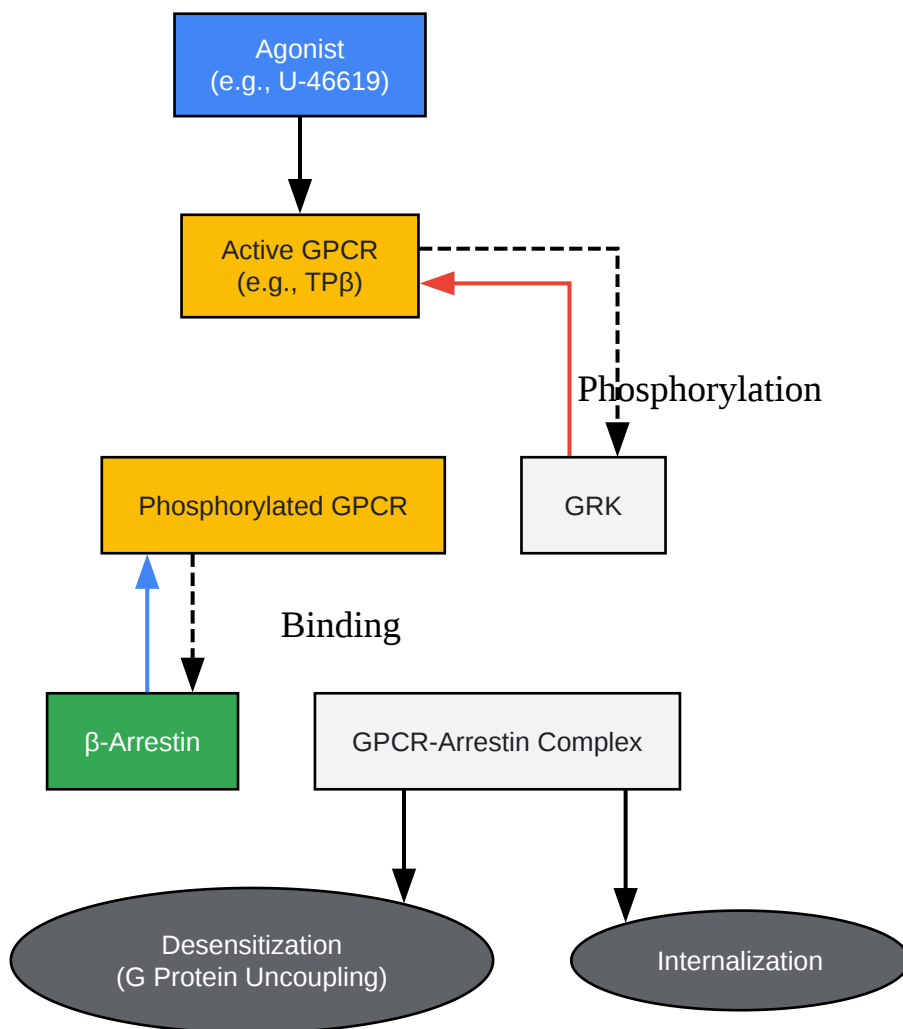 Agonist
(e.g., U-46619)
Active GPCR
(e.g., TPβ)
Phosphorylation
Phosphorylated GPCR
GRK
Binding
β-Arrestin
GPCR-Arrestin Complex
Desensitization
(G Protein Uncoupling)
Internalization